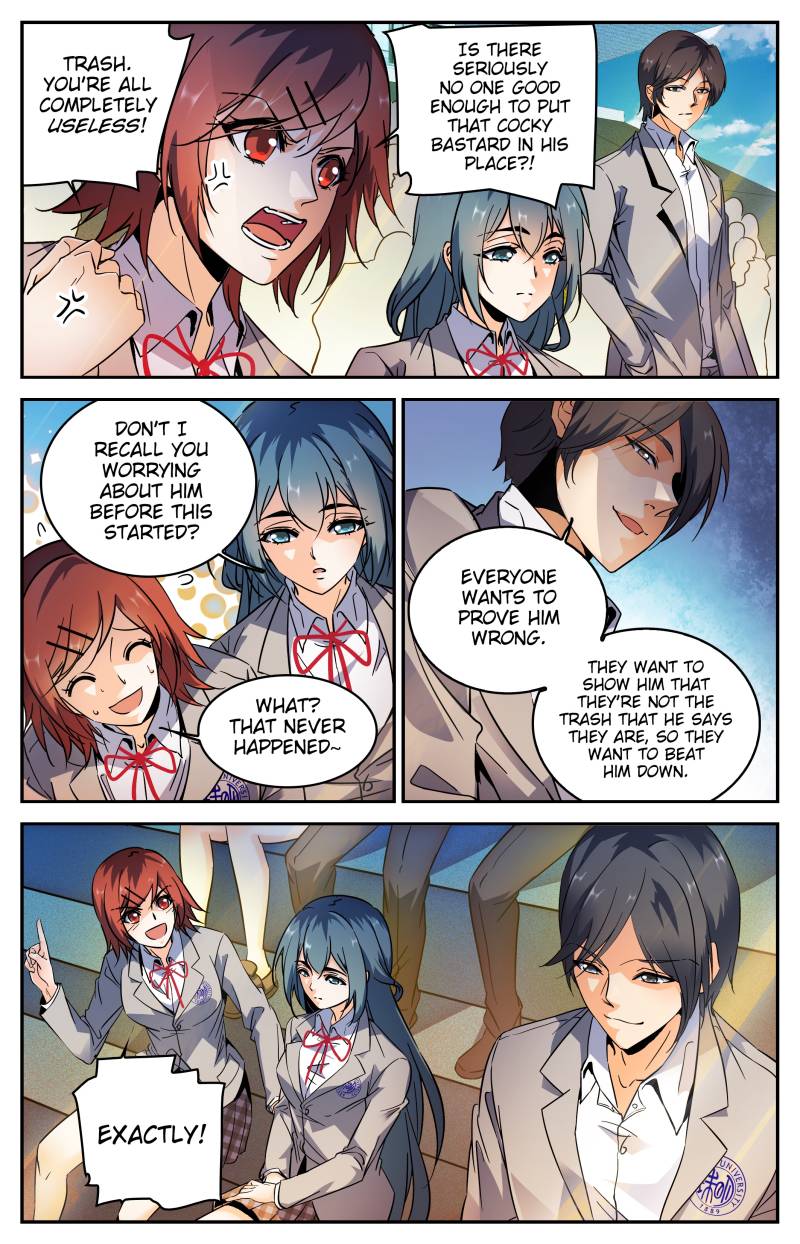 TRASH.
YOU'RE ALL
COMPLETELY
USELESS!
IS THERE
SERIOUSLY
NO ONE GOOD
ENOUGH TO PUT
THAT COCKY
BASTARD IN HIS
PLACE?!
DON'T I
RECALL YOU
WORRYING
ABOUT HIM
BEFORE THIS
STARTED?
WHAT?
THAT NEVER
HAPPENED~
EVERYONE
WANTS TO
PROVE HIM
WRONG.
THEY WANT TO
SHOW HIM THAT
THEY'RE NOT THE
TRASH THAT HE SAYS
THEY ARE, SO THEY
WANT TO BEAT
HIM DOWN.
EXACTLY!
UNIVERSITY
1889